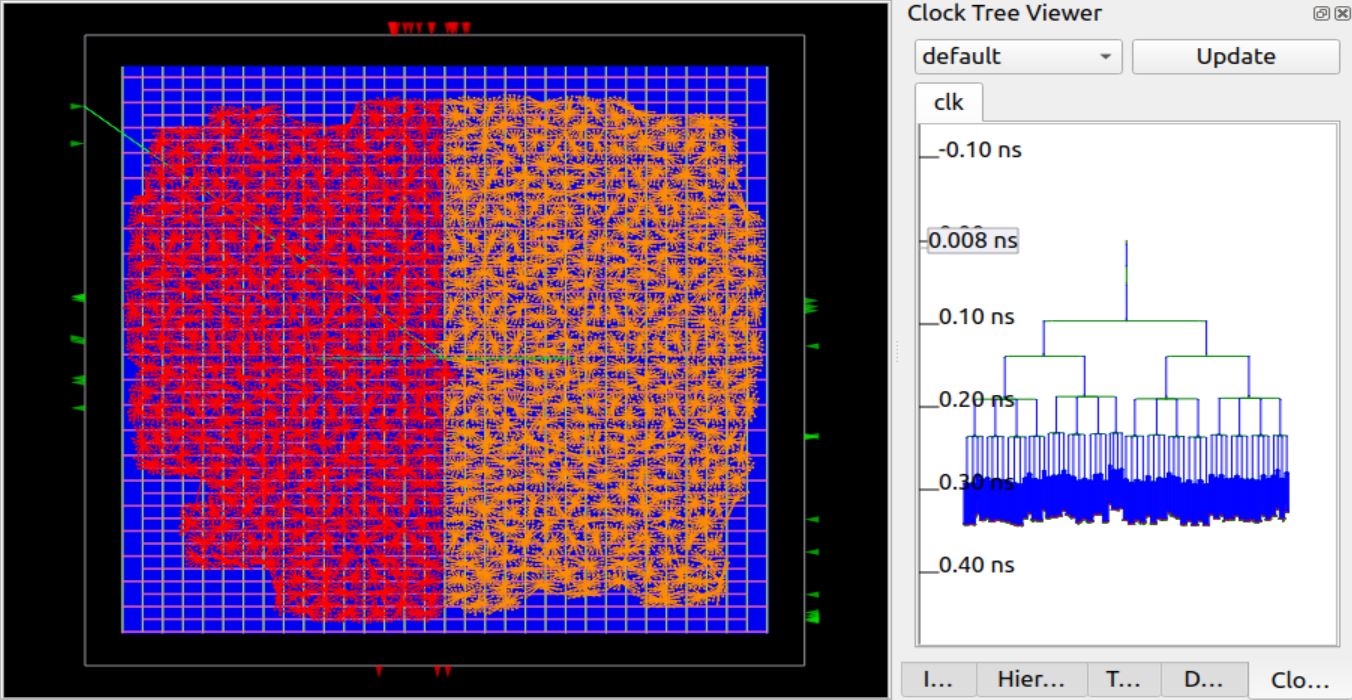 Clock Tree Viewer
default
Update
clk
-0.10 ns
0.008 ns
0.10 ns
0.20 ns
0.30 ns
0.40 ns
I... Hier... T... D... Clo...